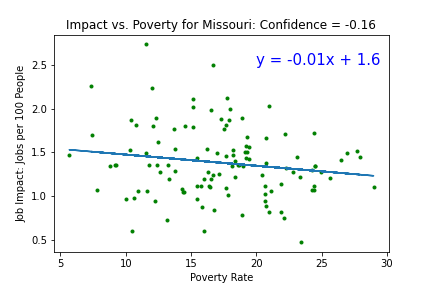 Impact vs. Poverty for Missouri: Confidence = -0.16
y = -0.01x + 1.6
Job Impact: Jobs per 100 People
2.5
2.0
1.5
1.0
0.5
5 10 15 20 25 30
Poverty Rate